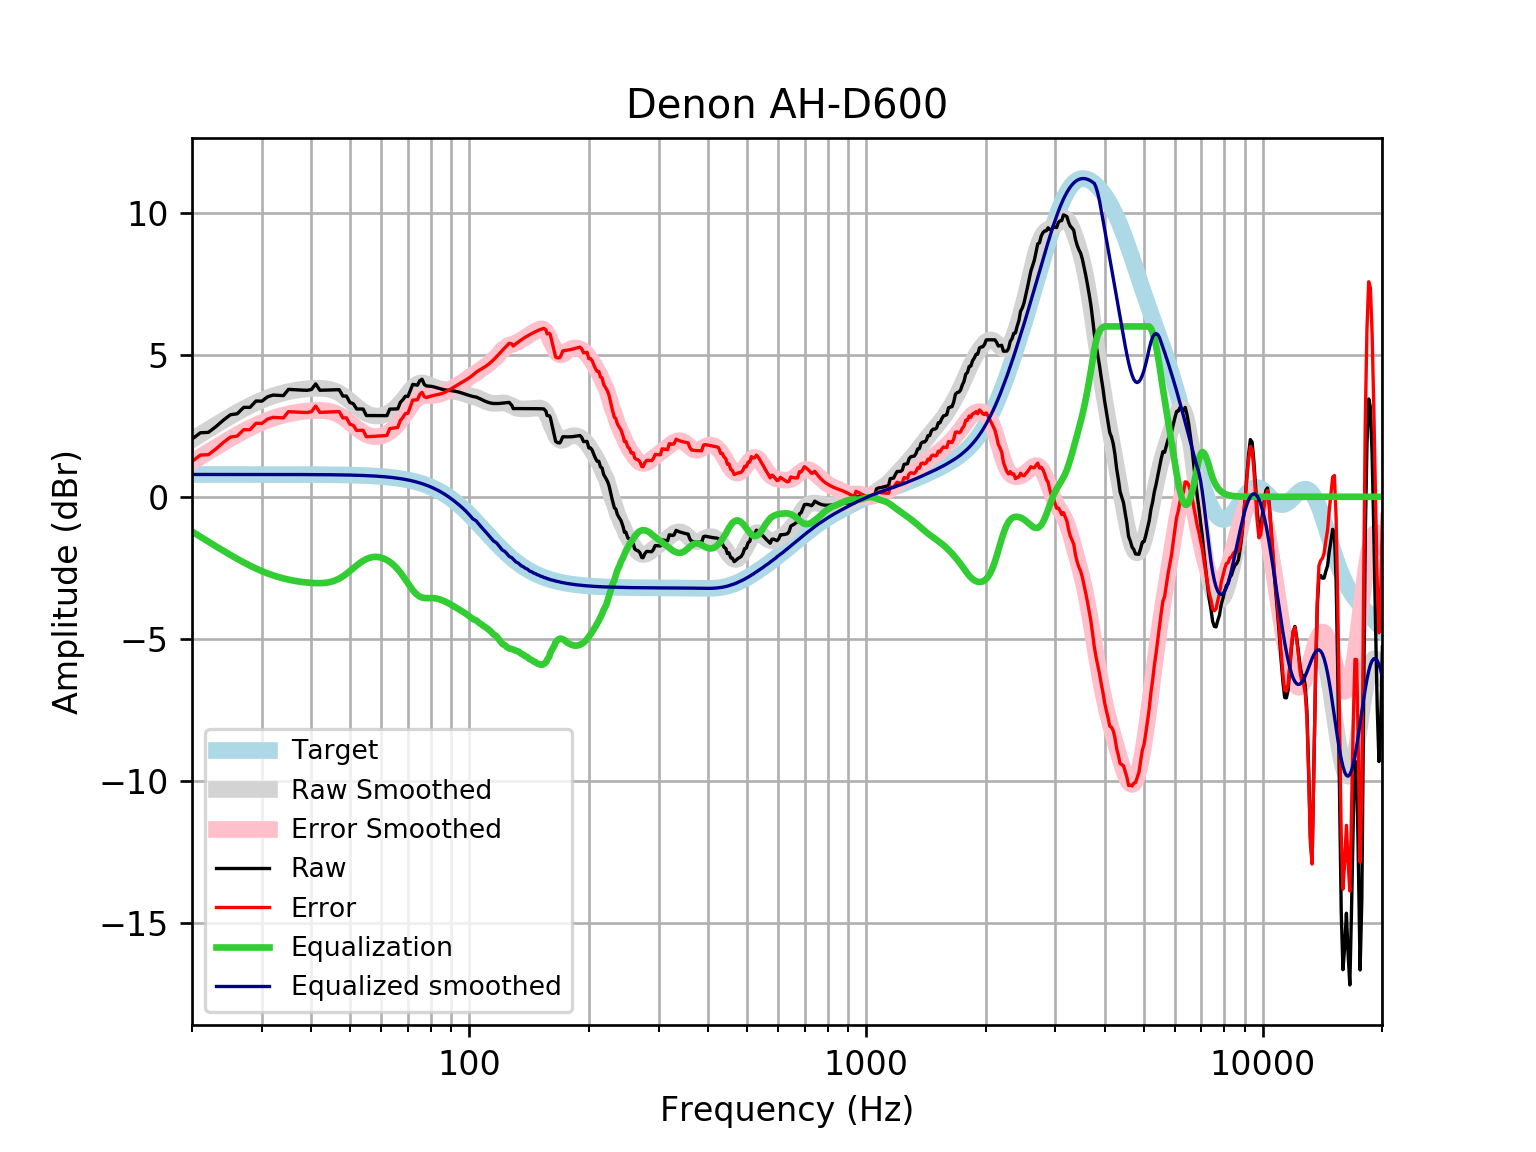 Denon AH-D600
Amplitude (dBr)
10
5
0
−5
−10
−15
Target
Raw Smoothed
Error Smoothed
Raw
Error
Equalization
Equalized smoothed
100 1000 10000
Frequency (Hz)